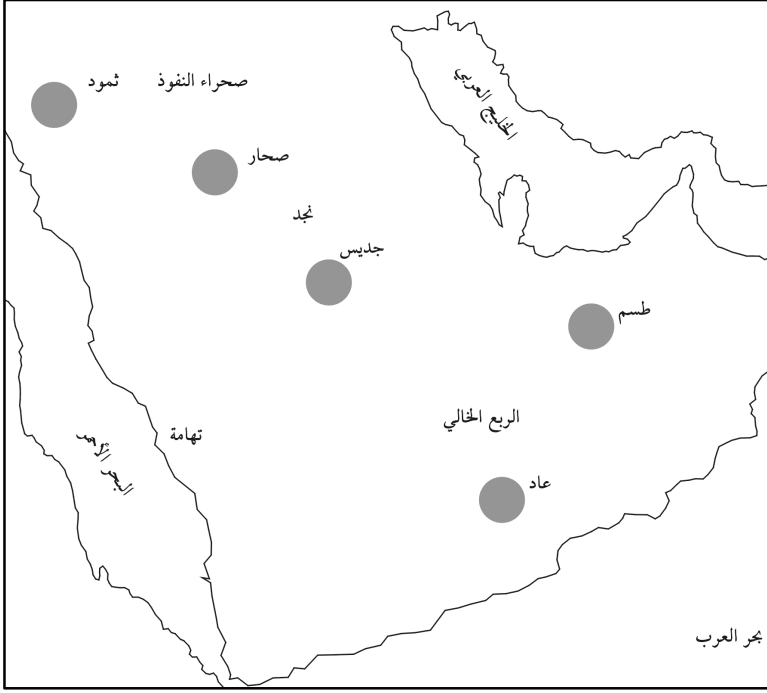 صحراء النفوذ
ثمود
الخليج العربي
صحار
نجد
جديس
طسم
الربع الخالي
تهامة
البحر الأحمر
عاد
بحر العرب